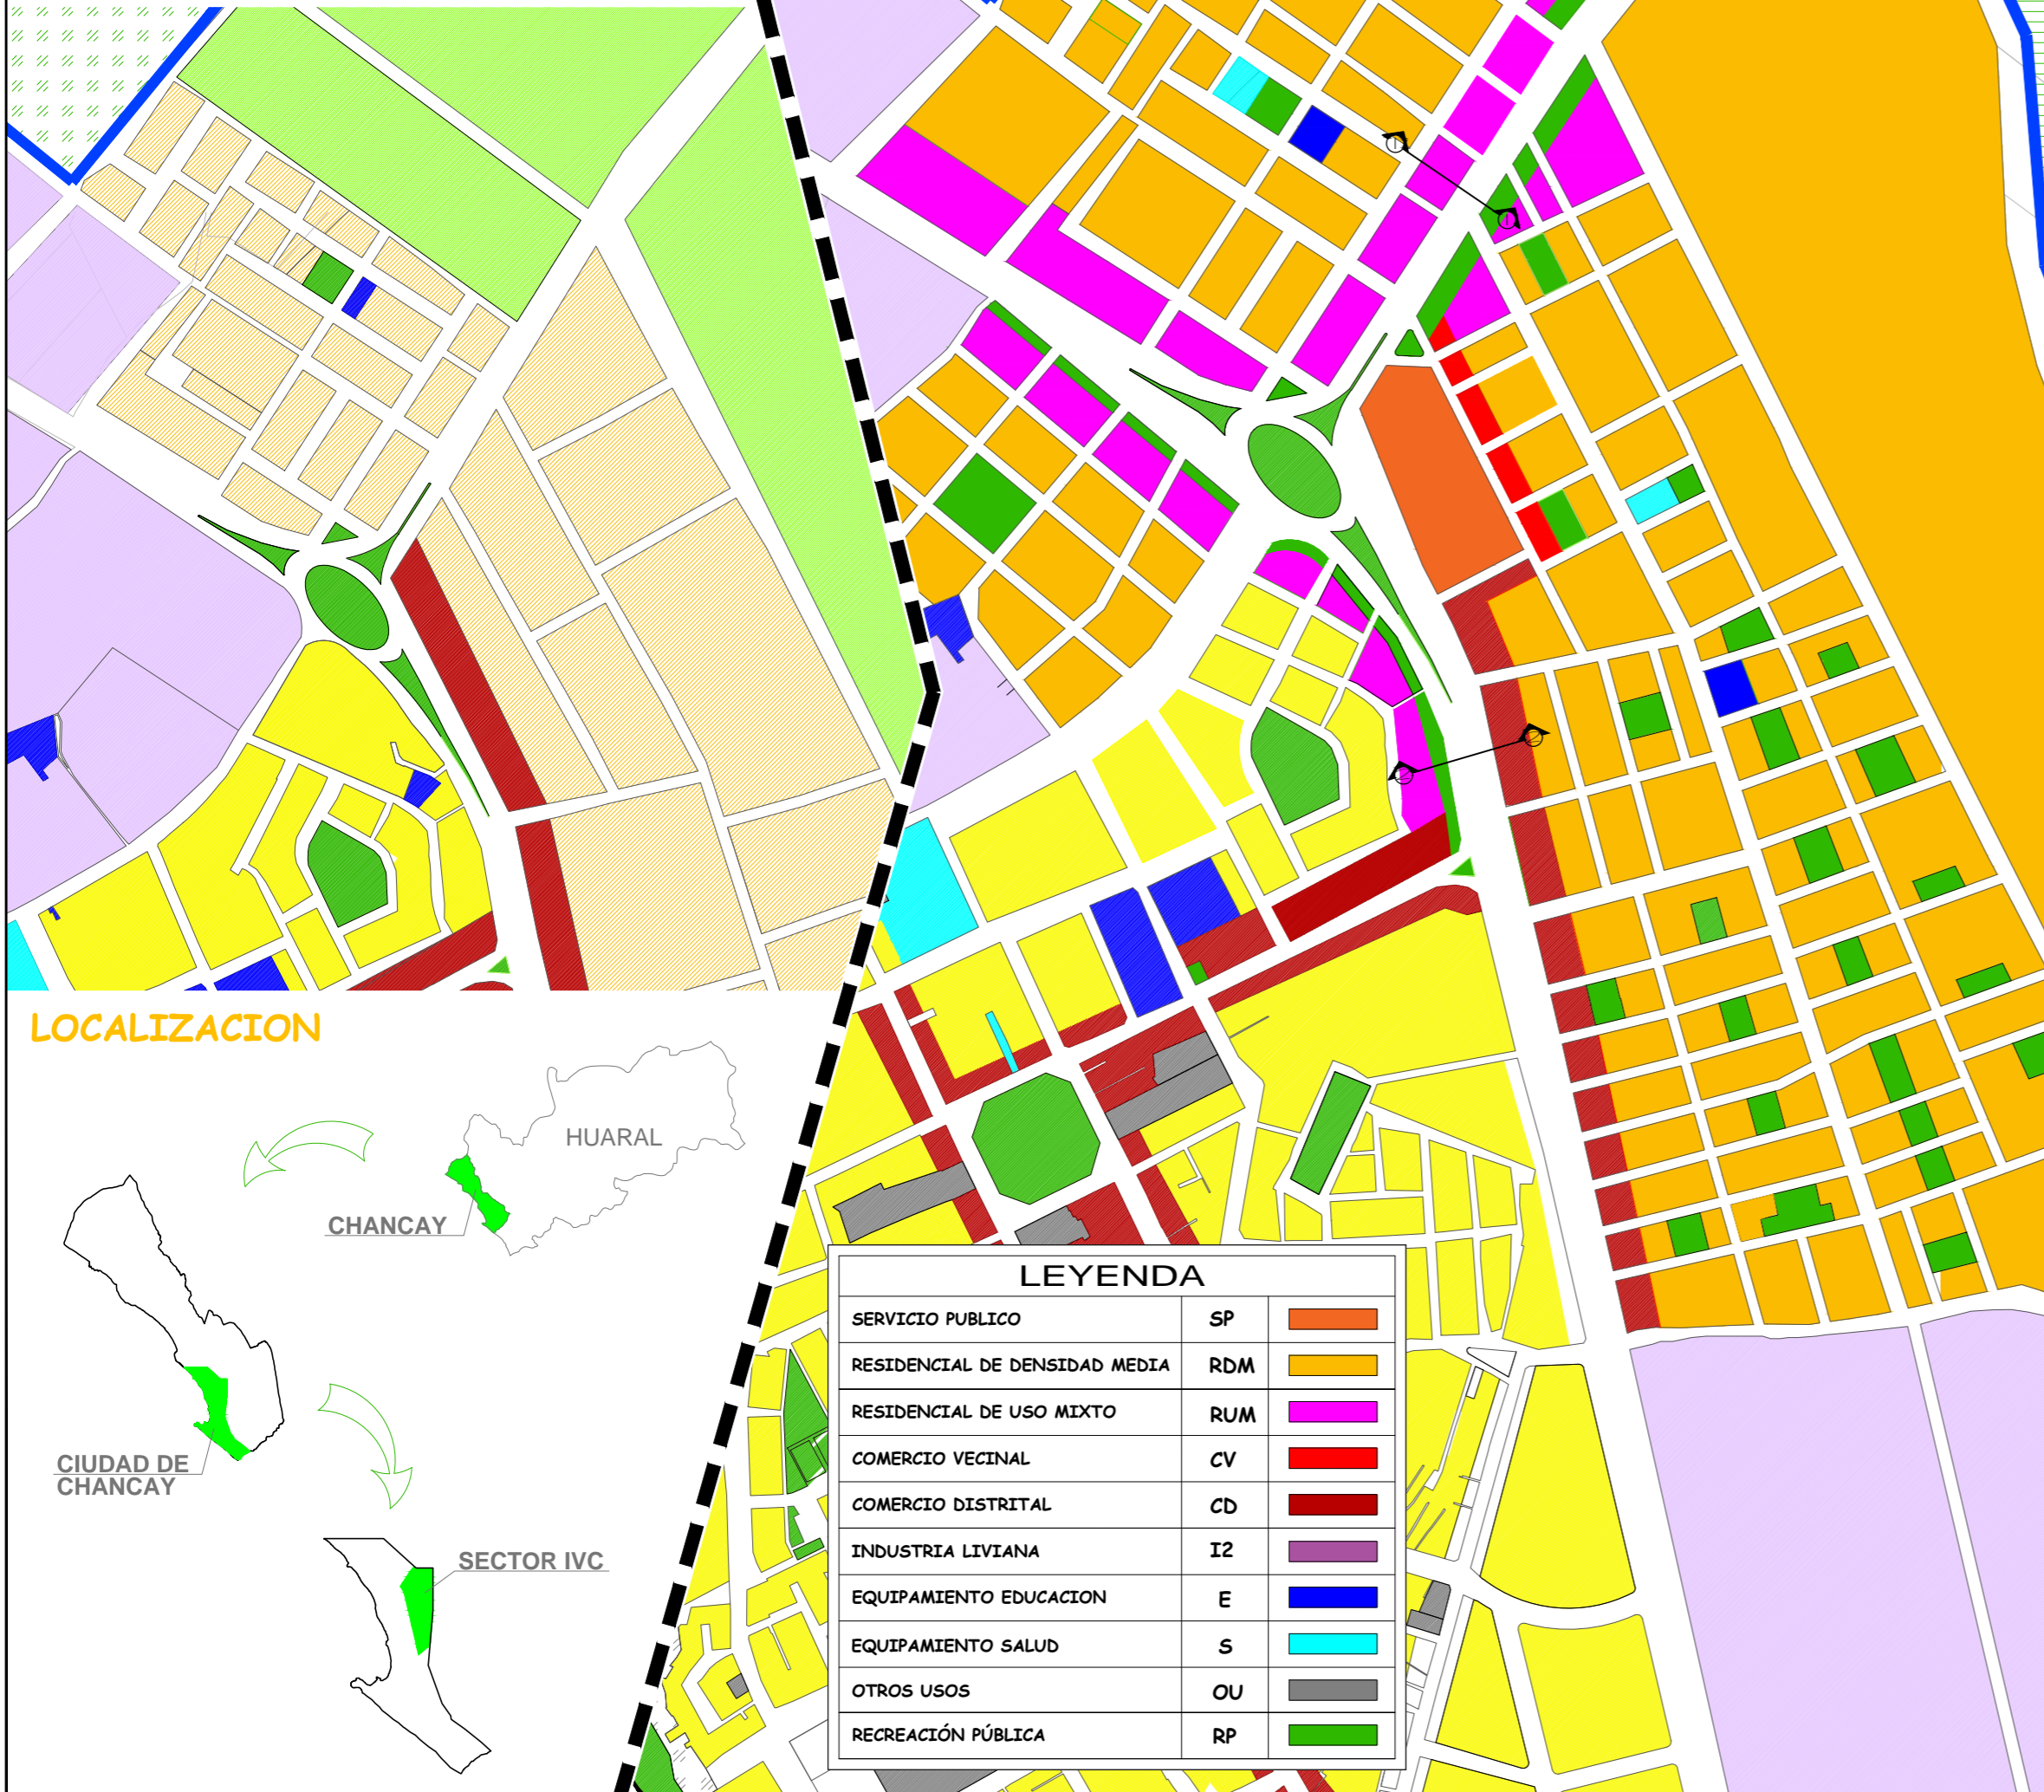 LOCALIZACION
HUARAL
CHANCAY
CIUDAD DE
CHANCAY
SECTOR IVC
LEYENDA
SERVICIO PUBLICO SP
RESIDENCIAL DE DENSIDAD MEDIA RDM
RESIDENCIAL DE USO MIXTO RUM
COMERCIO VECINAL CV
COMERCIO DISTRITAL CD
INDUSTRIA LIVIANA I2
EQUIPAMIENTO EDUCACION E
EQUIPAMIENTO SALUD S
OTROS USOS OU
RECREACIÓN PÚBLICA RP